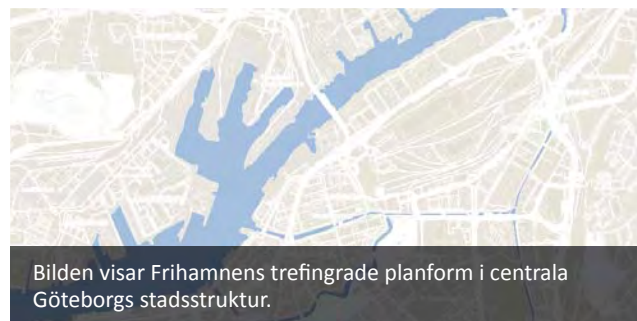 Bilden visar Frihamnens trefingrade planform i centrala
Göteborgs stadsstruktur.